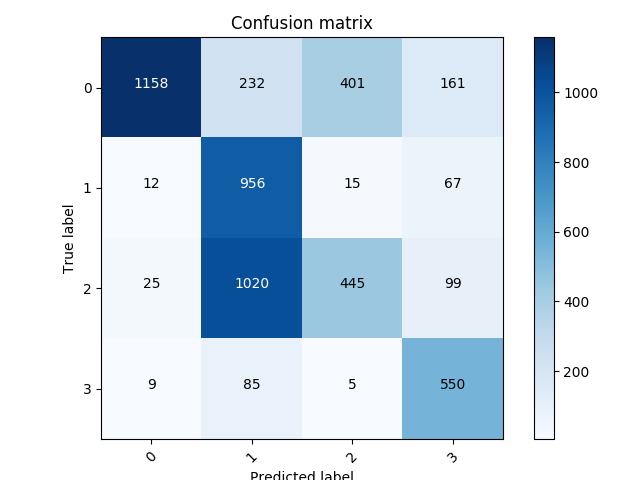 Confusion matrix
0 1158 232 401 161
1 12 956 15 67
2 25 1020 445 99
3 9 85 5 550
0 1 2 3
True label
Predicted label
1000
800
600
400
200